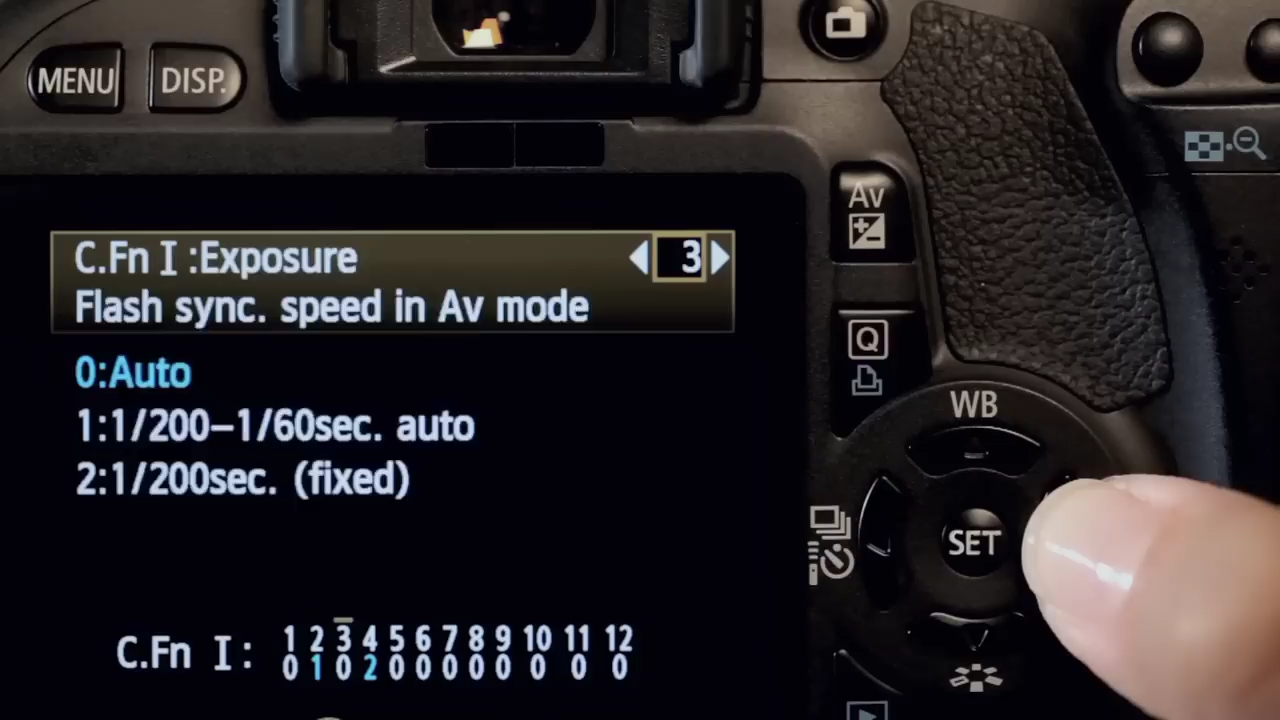 MENU DISP.
Av
C.Fn I :Exposure 3
Flash sync. speed in Av mode
Q
0:Auto
WB
1:1/200–1/60sec. auto
2:1/200sec. (fixed)
SET
C.Fn I: 1 2 3 4 5 6 7 8 9 10 11 12
0 1 0 2 0 0 0 0 0 0 0 0